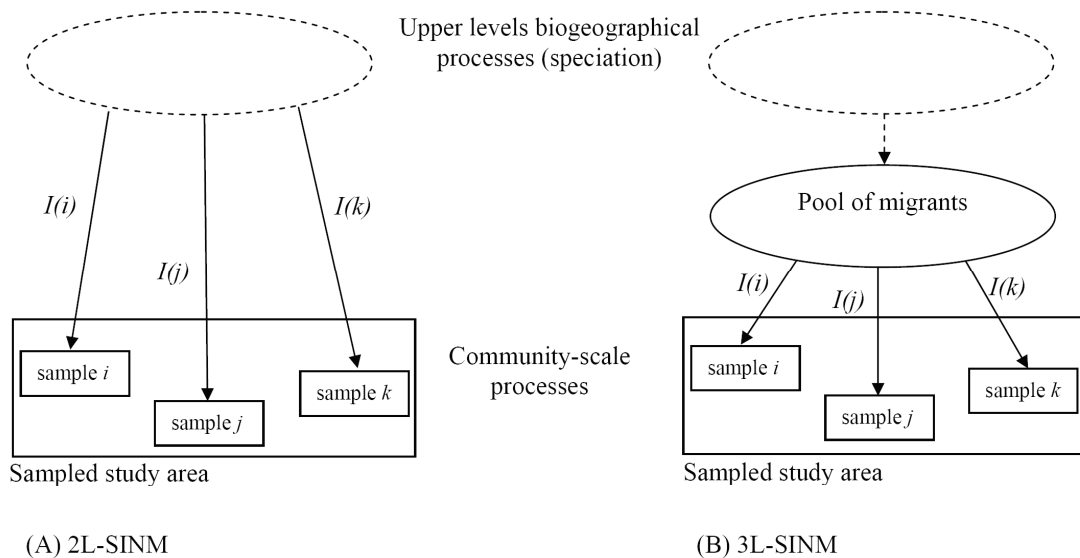 Upper levels biogeographical
processes (speciation)
I(i)
I(j)
I(k)
sample i
sample j
sample k
Sampled study area
Community-scale
processes
Pool of migrants
I(i)
I(j)
I(k)
sample i
sample j
sample k
Sampled study area
(A) 2L-SINM
(B) 3L-SINM